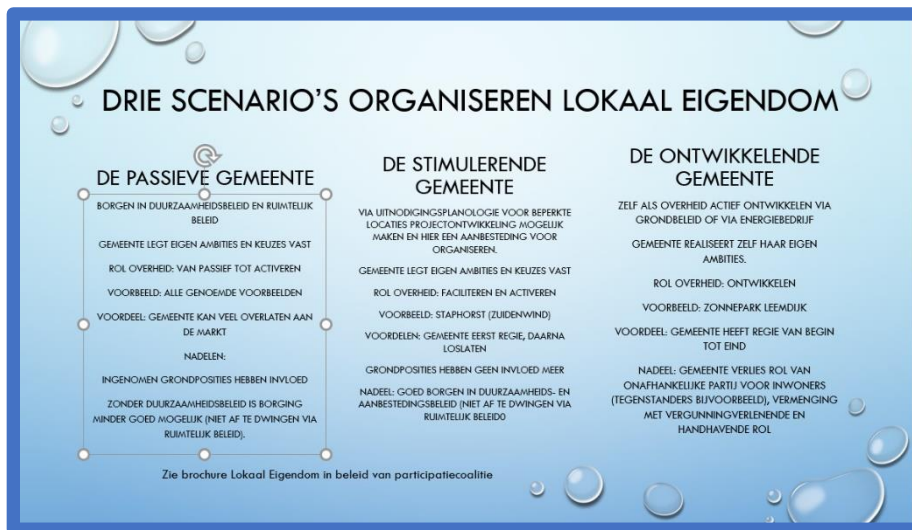 DRIE SCENARIO'S ORGANISEREN LOKAAL EIGENDOM
DE PASSIEVE GEMEENTE
BORGEN IN DUURZAAMHEIDSBELEID EN RUIMTELIJK
BELEID
GEMEENTE LEGT EIGEN AMBITIES EN KEUZES VAST
ROL OVERHEID: VAN PASSIEF TOT ACTIVEREN
VOORBEELD: ALLE GENOEMDE VOORBEELDEN
VOORDEEL: GEMEENTE KAN VEEL OVERLATEN AAN
DE MARKT
NADELEN:
INGENOMEN GRONDPOSITIES HEBBEN INVLOED
ZONDER DUURZAAMHEIDSBELEID IS BORGING
MINDER GOED MOGELIJK (NIET AF TE DWINGEN VIA
RUIMTELIJK BELEID).
DE STIMULERENDE
GEMEENTE
VIA UITNODIGINGSPLANOLOGIE VOOR BEPERKTE
LOCATIES PROJECTONTWIKKELING MOGELIJK
MAKEN EN HIER EEN AANBESTEDING VOOR
ORGANISEREN.
GEMEENTE LEGT EIGEN AMBITIES EN KEUZES VAST
ROL OVERHEID: FACILITEREN EN ACTIVEREN
VOORBEELD: STAPHORST (ZUIDENWIND)
VOORDELEN: GEMEENTE EERST REGIE, DAARNA
LOSLATEN
GRONDPOSITIES HEBBEN GEEN INVLOED MEER
NADEEL: GOED BORGEN IN DUURZAAMHEIDS- EN
AANBESTEDINGSBELEID (NIET AF TE DWINGEN VIA
RUIMTELIJK BELEID0
DE ONTWIKKELENDE
GEMEENTE
ZELF ALS OVERHEID ACTIEF ONTWIKKELEN VIA
GRONDBELEID OF VIA ENERGIEBEDRIJF
GEMEENTE REALISEERT ZELF HAAR EIGEN
AMBITIES.
ROL OVERHEID: ONTWIKKELEN
VOORBEELD: ZONNEPARK LEEMDIJK
VOORDEEL: GEMEENTE HEEFT REGIE VAN BEGIN
TOT EIND
NADEEL: GEMEENTE VERLIES ROL VAN
ONAFHANKELIJKE PARTIJ VOOR INWONERS
(TEGENSTANDERS BIJVOORBEELD), VERMENGING
MET VERGUNNINGVERLENENDE EN
HANDHAVENDE ROL
Zie brochure Lokaal Eigendom in beleid van participatiecoalitie